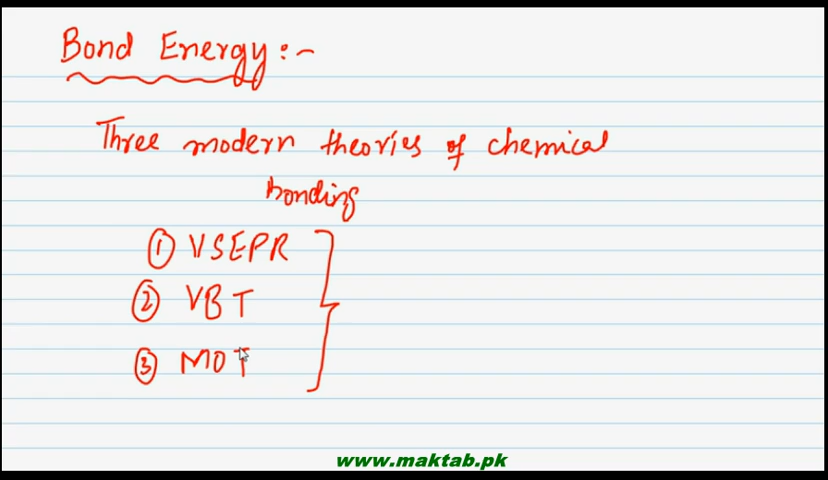 Bond Energy :-
Three modern theories of chemical
bonding
① VSEPR
② VBT
③ MOT
www.maktab.pk